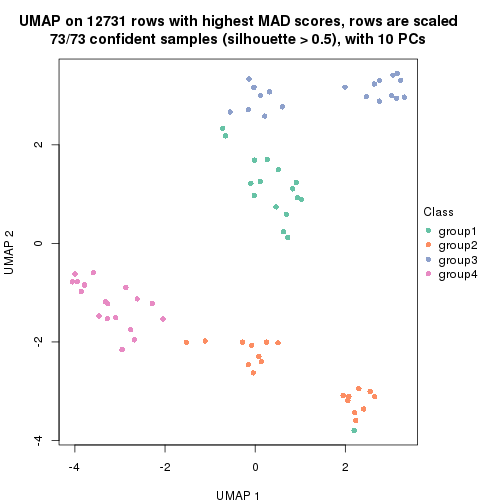 UMAP on 12731 rows with highest MAD scores, rows are scaled
73/73 confident samples (silhouette > 0.5), with 10 PCs
UMAP 2
2
0
-2
-4
-4
-2
0
2
UMAP 1
Class
group1
group2
group3
group4